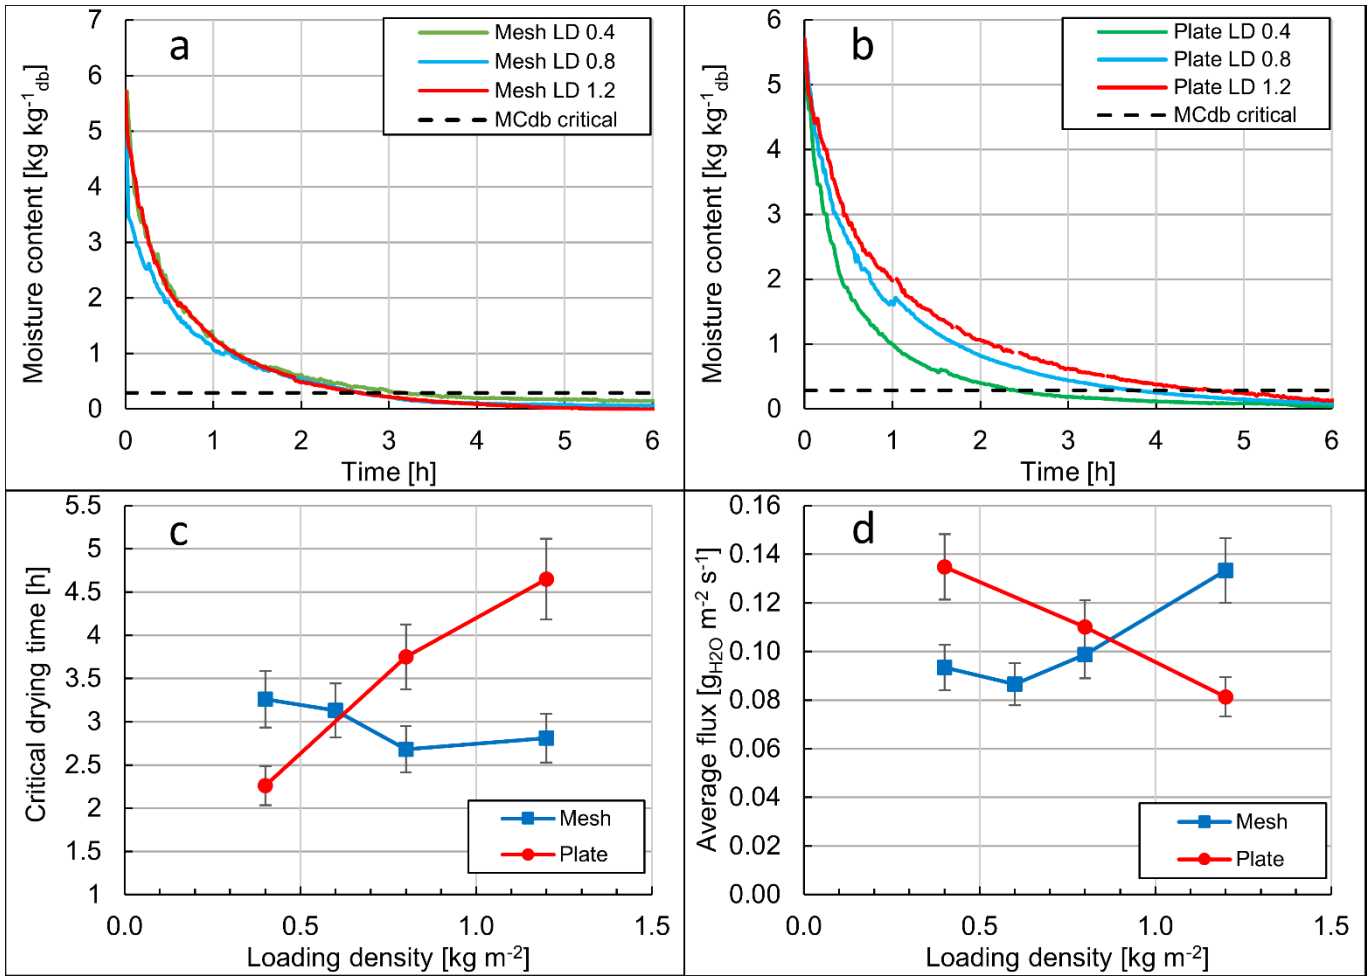 a
Mesh LD 0.4
Mesh LD 0.8
Mesh LD 1.2
MCdb critical
Moisture content [kg kg-1db]
7
6
5
4
3
2
1
0
0 1 2 3 4 5 6
Time [h]
b
Plate LD 0.4
Plate LD 0.8
Plate LD 1.2
MCdb critical
Moisture content [kg kg-1db]
6
5
4
3
2
1
0
0 1 2 3 4 5 6
Time [h]
c
Critical drying time [h]
5.5
5
4.5
4
3.5
3
2.5
2
1.5
1
Mesh
Plate
0.0 0.5 1.0 1.5
Loading density [kg m-2]
d
Average flux [gH2O m-2 s-1]
0.16
0.14
0.12
0.10
0.08
0.06
0.04
0.02
0.00
Mesh
Plate
0.0 0.5 1.0 1.5
Loading density [kg m-2]